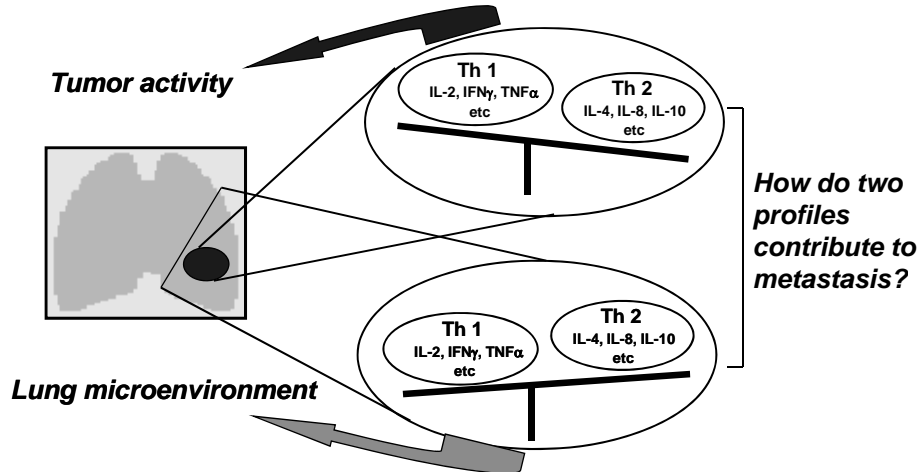 Tumor activity
Th 1
IL-2, IFNγ, TNFα
etc
Th 2
IL-4, IL-8, IL-10
etc
How do two
profiles
contribute to
metastasis?
Th 1
IL-2, IFNγ, TNFα
etc
Th 2
IL-4, IL-8, IL-10
etc
Lung microenvironment